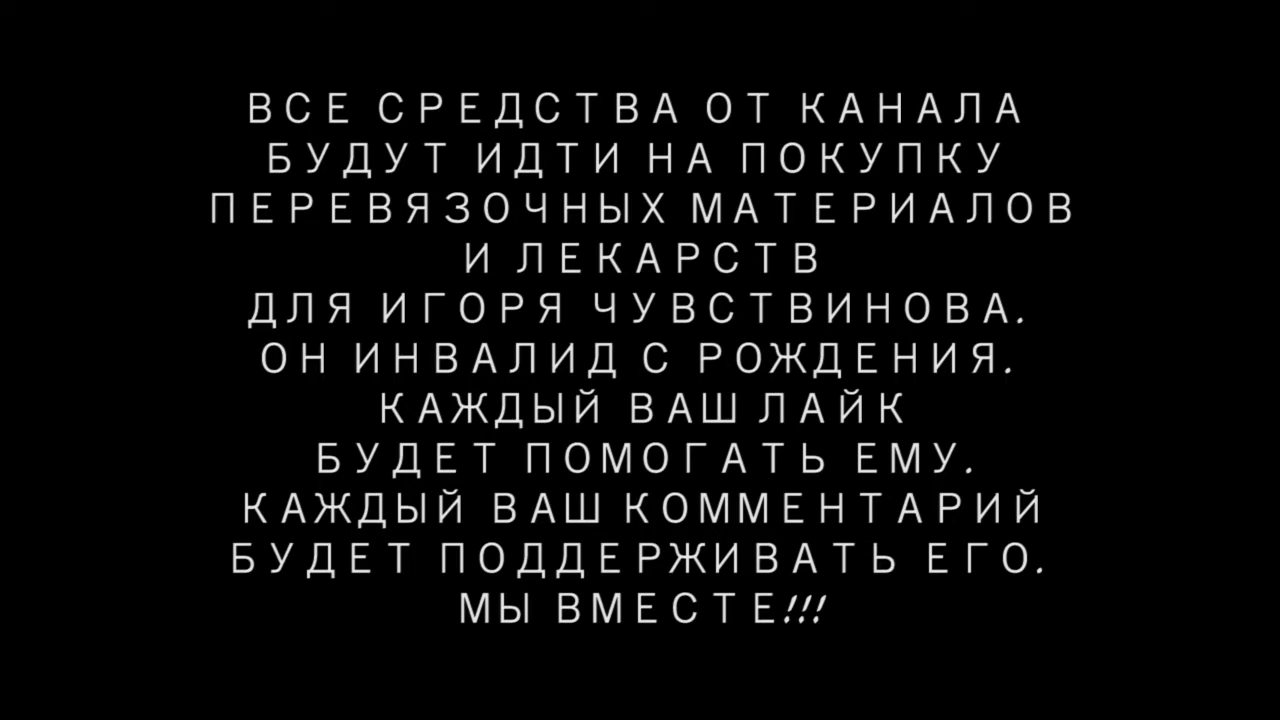 ВСЕ СРЕДСТВА ОТ КАНАЛА
БУДУТ ИДТИ НА ПОКУПКУ
ПЕРЕВЯЗОЧНЫХ МАТЕРИАЛОВ
И ЛЕКАРСТВ
ДЛЯ ИГОРЯ ЧУВСТВИНОВА.
ОН ИНВАЛИД С РОЖДЕНИЯ.
КАЖДЫЙ ВАШ ЛАЙК
БУДЕТ ПОМОГАТЬ ЕМУ.
КАЖДЫЙ ВАШ КОММЕНТАРИЙ
БУДЕТ ПОДДЕРЖИВАТЬ ЕГО.
МЫ ВМЕСТЕ!!!